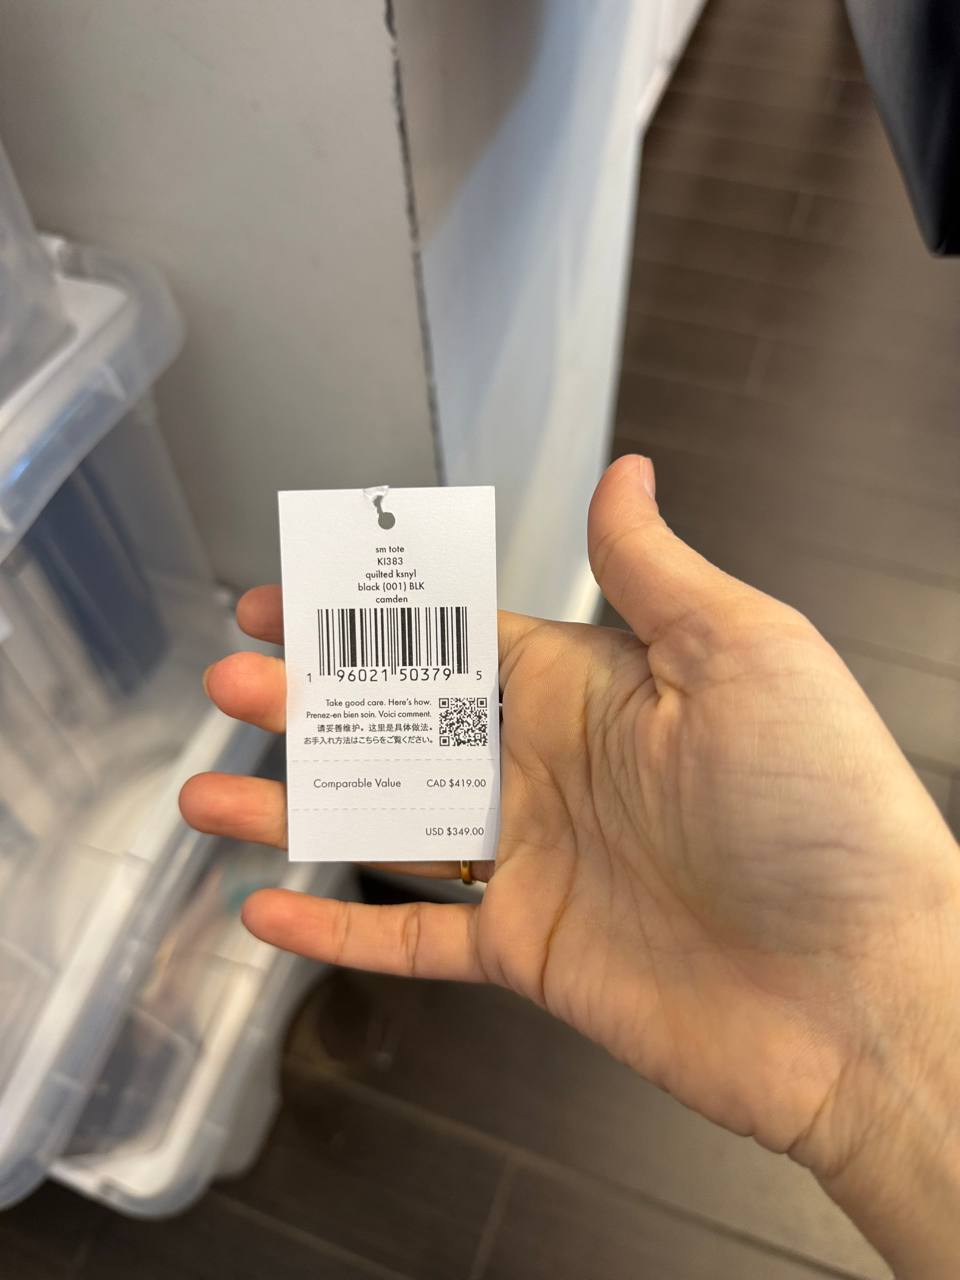 sm tote
KI383
quilted ksnyl
black (001) BLK
camden
1 96021 50379 5
Take good care. Here's how.
Prenez-en bien soin. Voici comment.
请妥善维护。这里是具体做法。
お手入れ方法はこちらをご覧ください。
Comparable Value CAD $419.00
USD $349.00